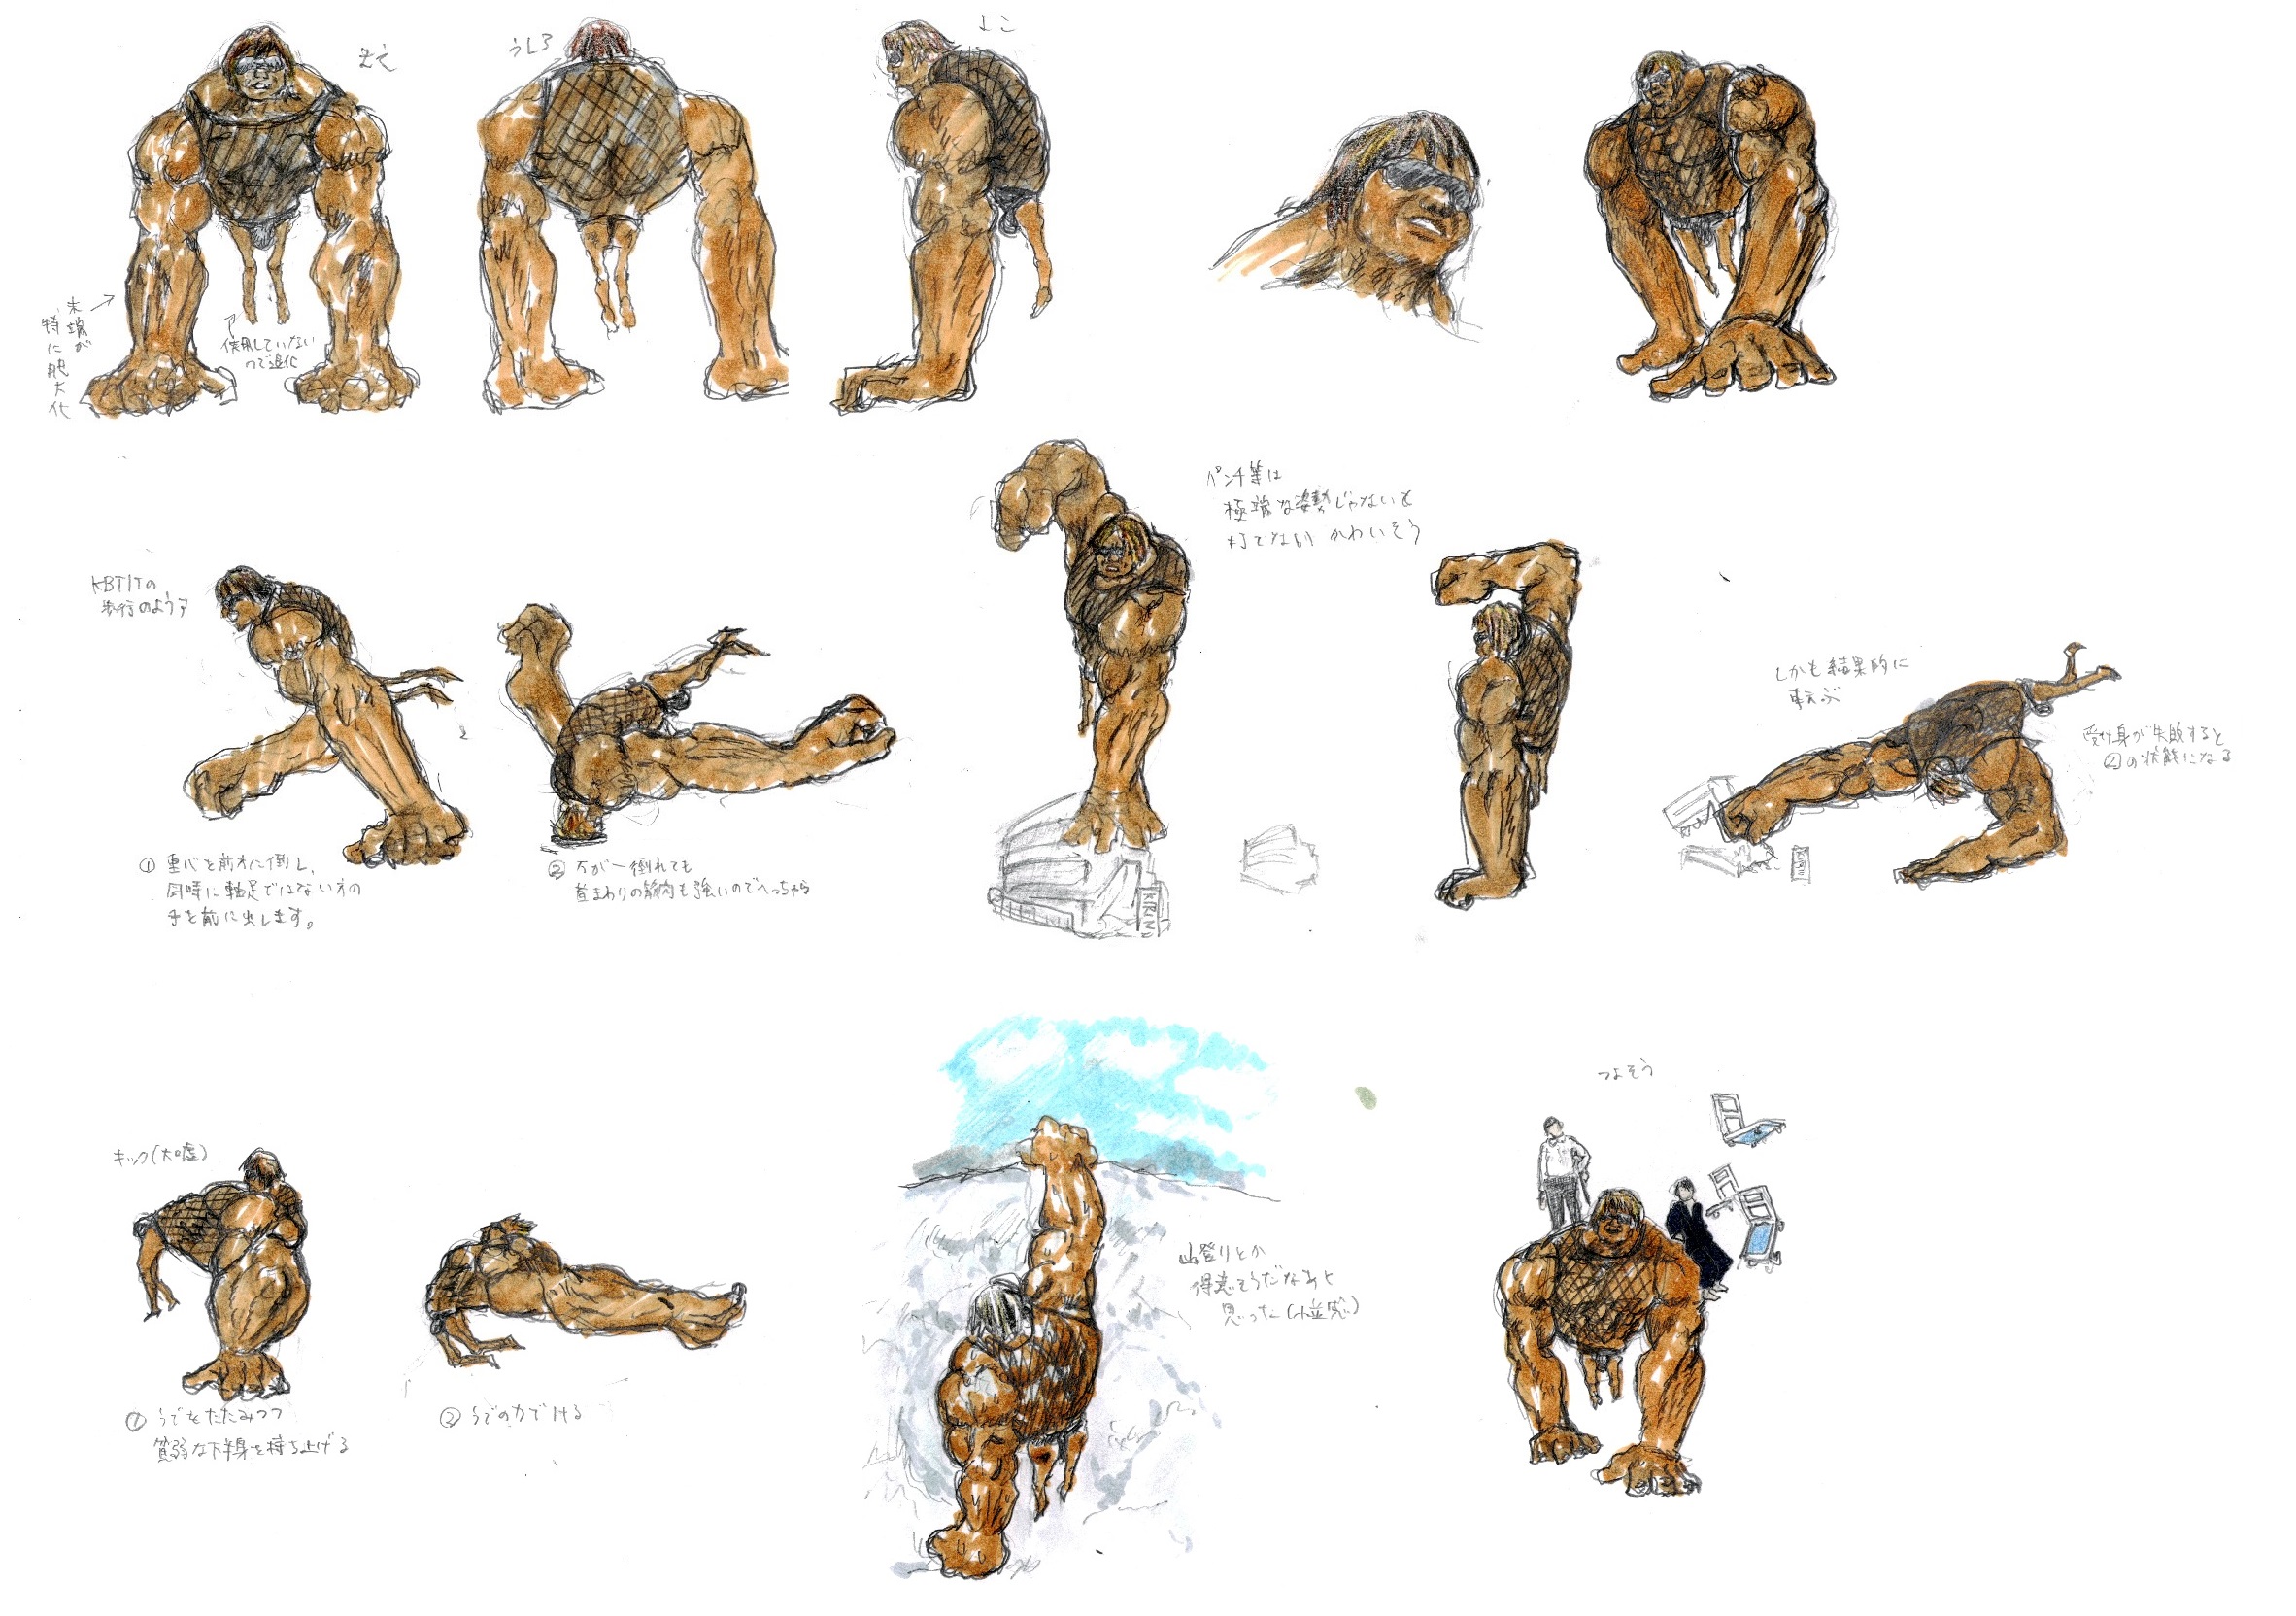 まえ
うしろ
よこ
末端が
特に肥大化
使用していない
ので退化
パンチ等は
極端な姿勢じゃないと
打てない かわいそう
KBTITの
歩行のようす
しかも結果的に
転ぶ
受け身が失敗すると
②の状態になる
① 重心を前方に倒し、
同時に軸足ではない方の
手を前に出します。
② 万が一倒れても
首まわりの筋肉も強いのでへっちゃら
KIRIN
つよそう
キック(大嘘)
山登りとか
得意そうだなあと
思った(小並感)
① うでをたたみつつ
貧弱な下半身を持ち上げる
② うでの力でける